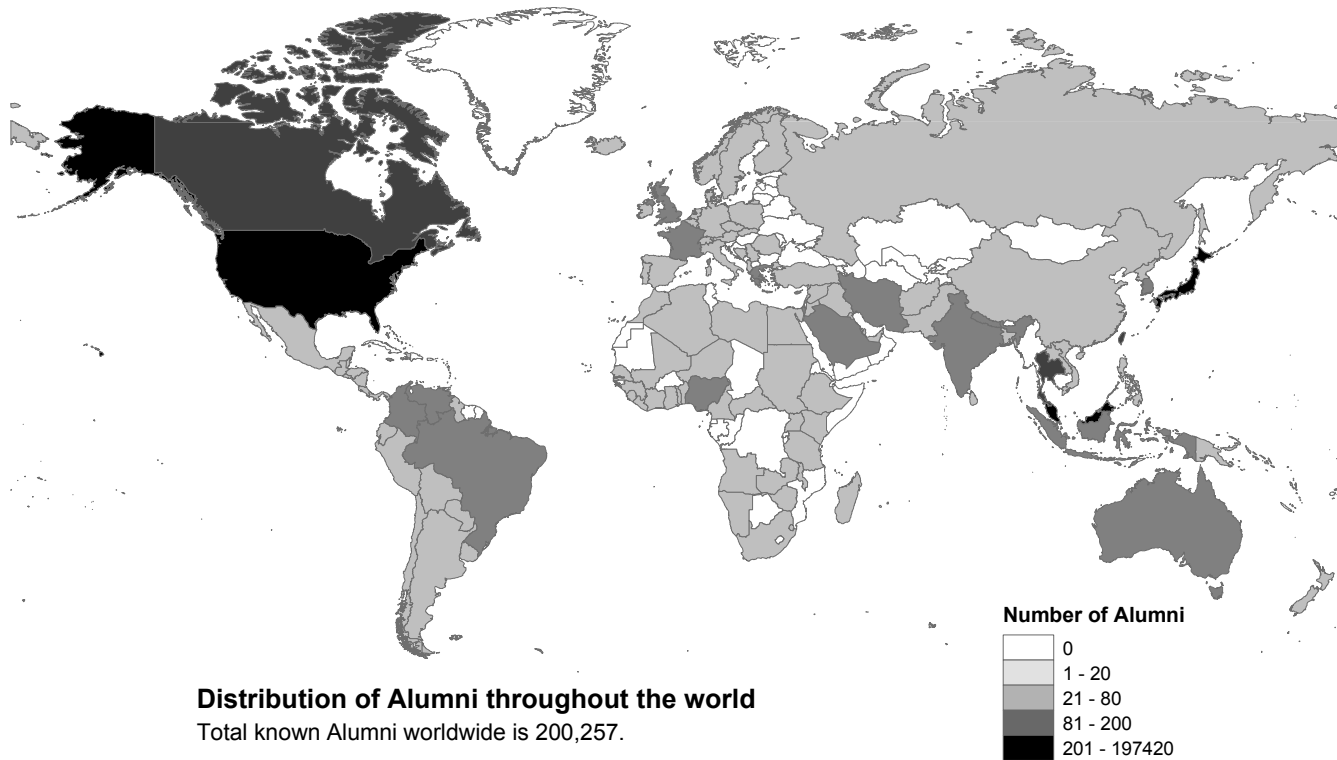 Number of Alumni
0
1 - 20
21 - 80
81 - 200
201 - 197420
Distribution of Alumni throughout the world
Total known Alumni worldwide is 200,257.